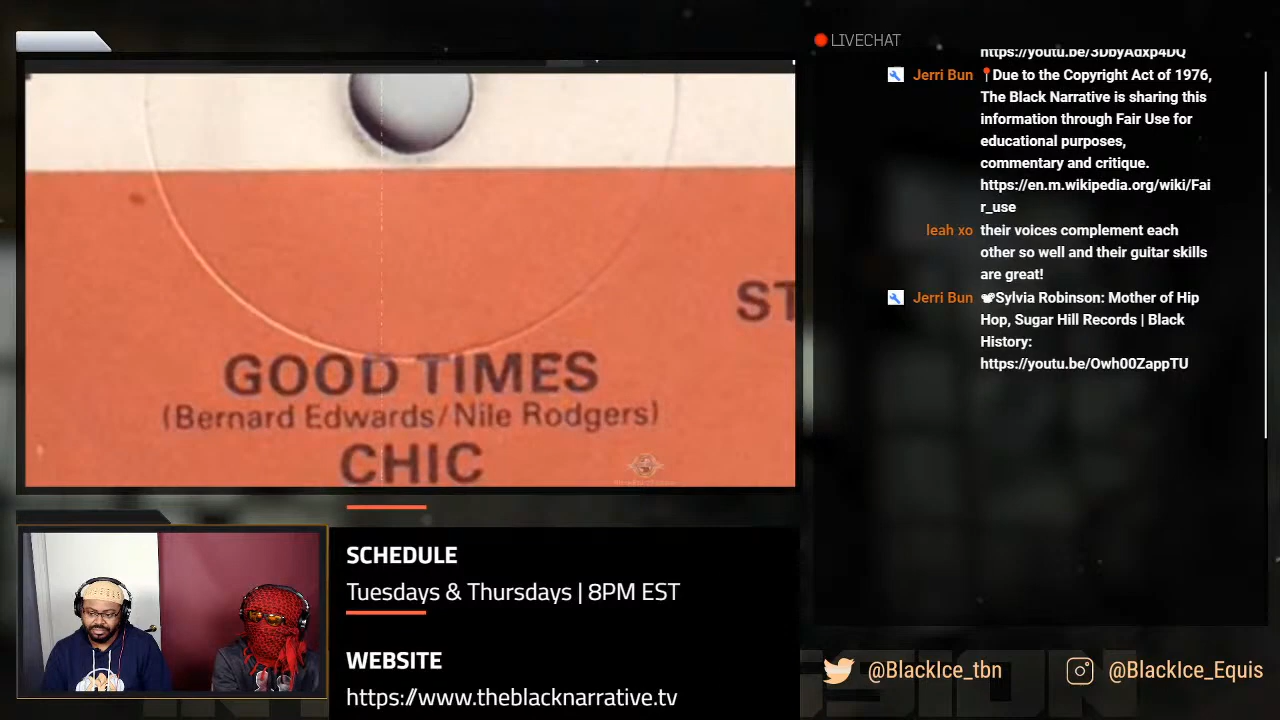 GOOD TIMES
(Bernard Edwards/Nile Rodgers)
CHIC
ST
SCHEDULE
Tuesdays & Thursdays | 8PM EST
WEBSITE
https://www.theblacknarrative.tv
LIVECHAT
https://youtu.be/3DbyAdxp4DQ
Jerri Bun 📍Due to the Copyright Act of 1976,
The Black Narrative is sharing this
information through Fair Use for
educational purposes,
commentary and critique.
https://en.m.wikipedia.org/wiki/Fai
r_use
leah xo their voices complement each
other so well and their guitar skills
are great!
Jerri Bun 📽Sylvia Robinson: Mother of Hip
Hop, Sugar Hill Records | Black
History:
https://youtu.be/Owh00ZappTU
@BlackIce_tbn
@BlackIce_Equis